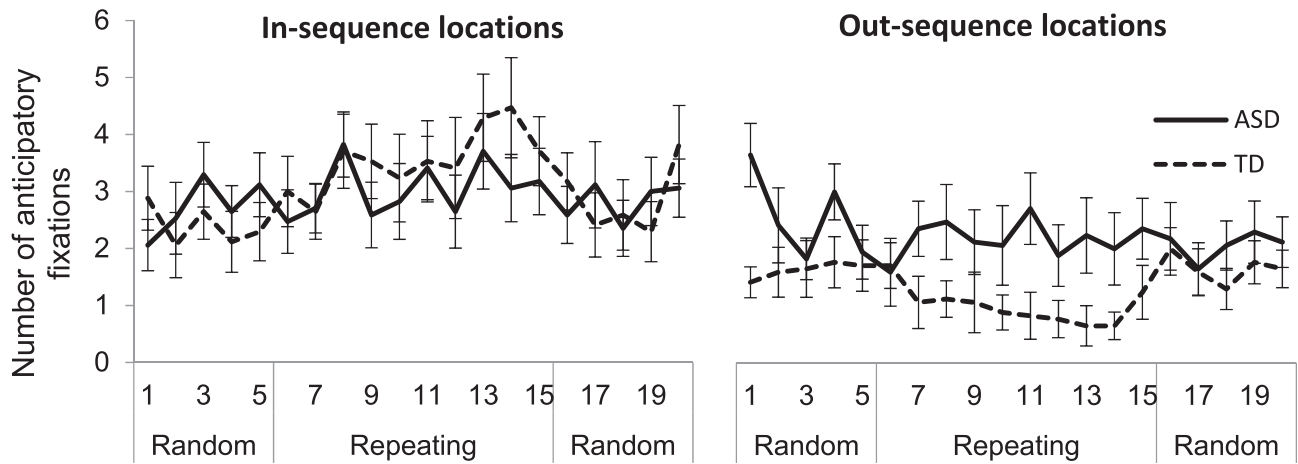 In-sequence locations
Out-sequence locations
Number of anticipatory
fixations
6
5
4
3
2
1
0
ASD
TD
1 3 5 7 9 11 13 15 17 19
Random Repeating Random
1 3 5 7 9 11 13 15 17 19
Random Repeating Random